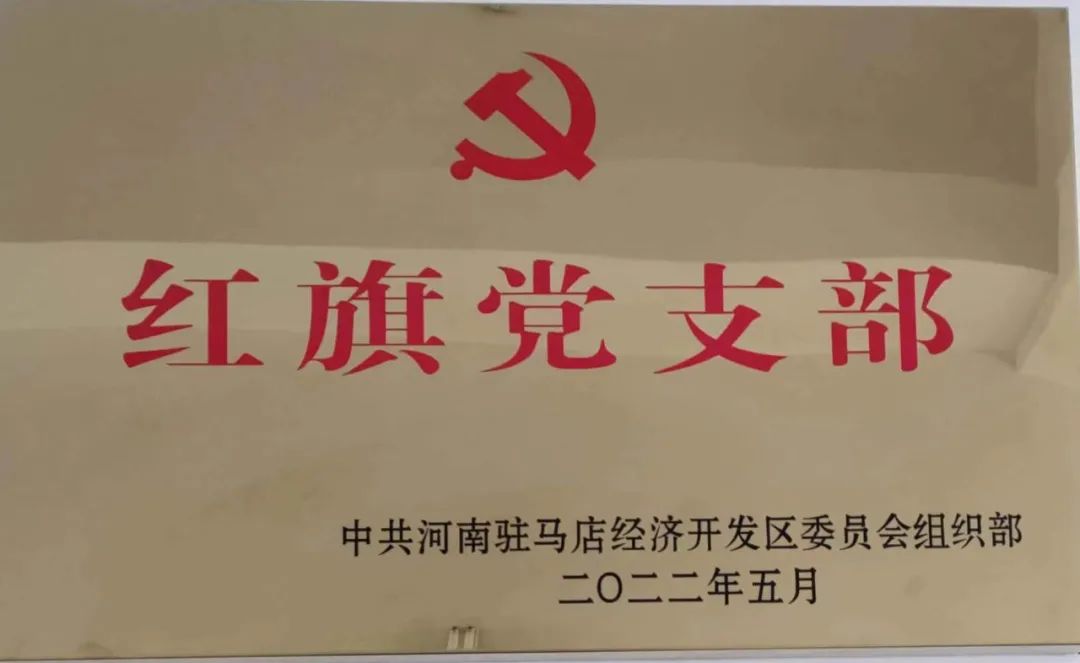 红旗党支部
中共河南驻马店经济开发区委员会组织部
二〇二二年五月